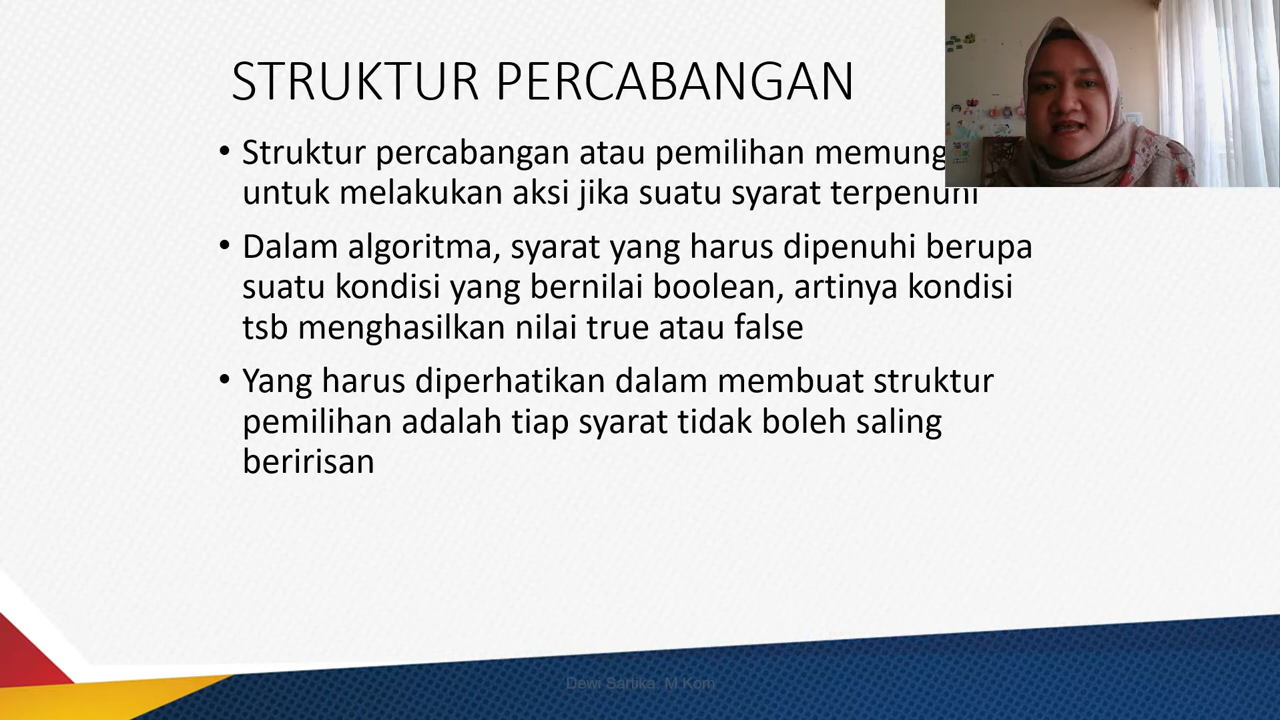 STRUKTUR PERCABANGAN
• Struktur percabangan atau pemilihan
untuk melakukan aksi jika suatu syarat terpenuhi
• Dalam algoritma, syarat yang harus dipenuhi berupa
suatu kondisi yang bernilai boolean, artinya kondisi
tsb menghasilkan nilai true atau false
• Yang harus diperhatikan dalam membuat struktur
pemilihan adalah tiap syarat tidak boleh saling
beririsan
Dewi Sartika, M.Kom